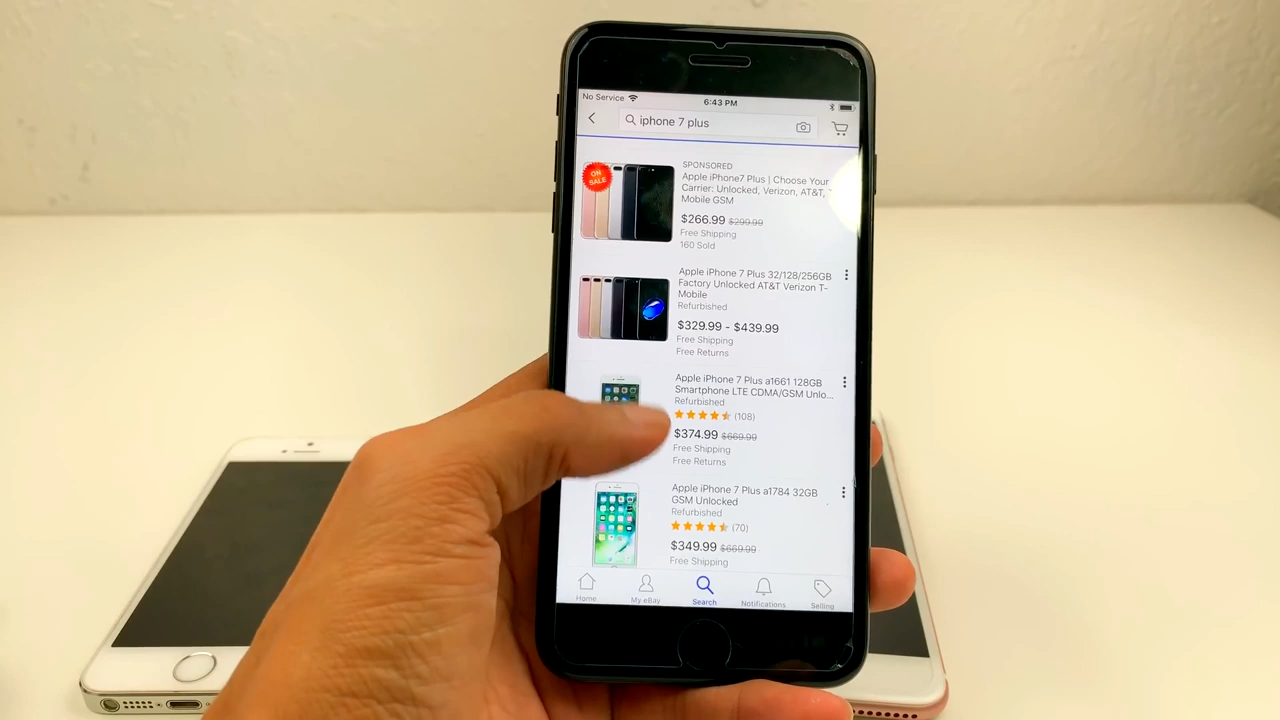 No Service
6:43 PM
iphone 7 plus
ON
SALE
SPONSORED
Apple iPhone7 Plus | Choose Your
Carrier: Unlocked, Verizon, AT&T, T-
Mobile GSM
$266.99 $299.99
Free Shipping
160 Sold
Apple iPhone 7 Plus 32/128/256GB
Factory Unlocked AT&T Verizon T-
Mobile
Refurbished
$329.99 - $439.99
Free Shipping
Free Returns
Apple iPhone 7 Plus a1661 128GB
Smartphone LTE CDMA/GSM Unlo...
Refurbished
(108)
$374.99 $669.99
Free Shipping
Free Returns
Apple iPhone 7 Plus a1784 32GB
GSM Unlocked
Refurbished
(70)
$349.99 $669.99
Free Shipping
Home
My eBay
Search
Notifications
Selling